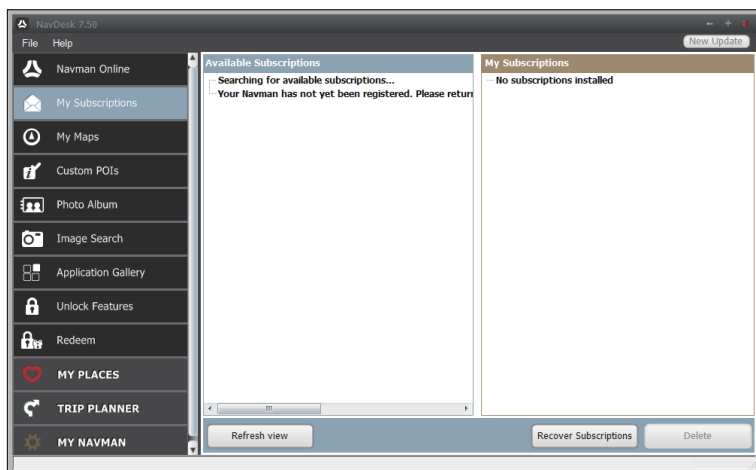 NavDesk 7.50
File Help
New Update
Navman Online
My Subscriptions
My Maps
Custom POIs
Photo Album
Image Search
Application Gallery
Unlock Features
Redeem
MY PLACES
TRIP PLANNER
MY NAVMAN
Available Subscriptions
Searching for available subscriptions...
Your Navman has not yet been registered. Please retur
My Subscriptions
No subscriptions installed
Refresh view
Recover Subscriptions
Delete